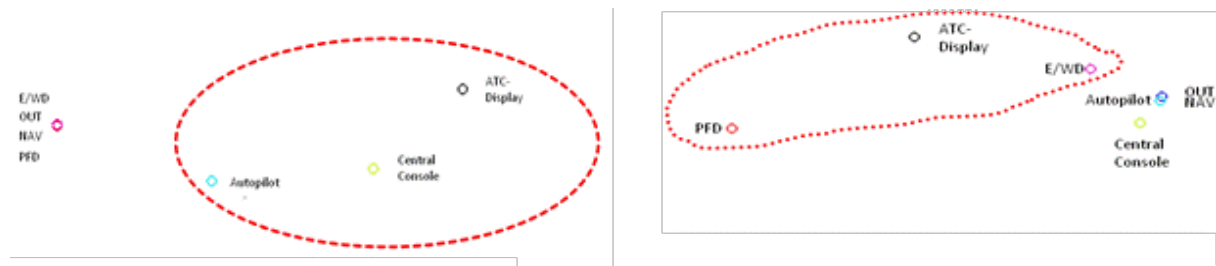 E/WD
OUT
NAV
PFD
Autopilot
ATC-
Display
Central
Console
ATC-
Display
E/WD
PFD
Autopilot
OUT
NAV
Central
Console